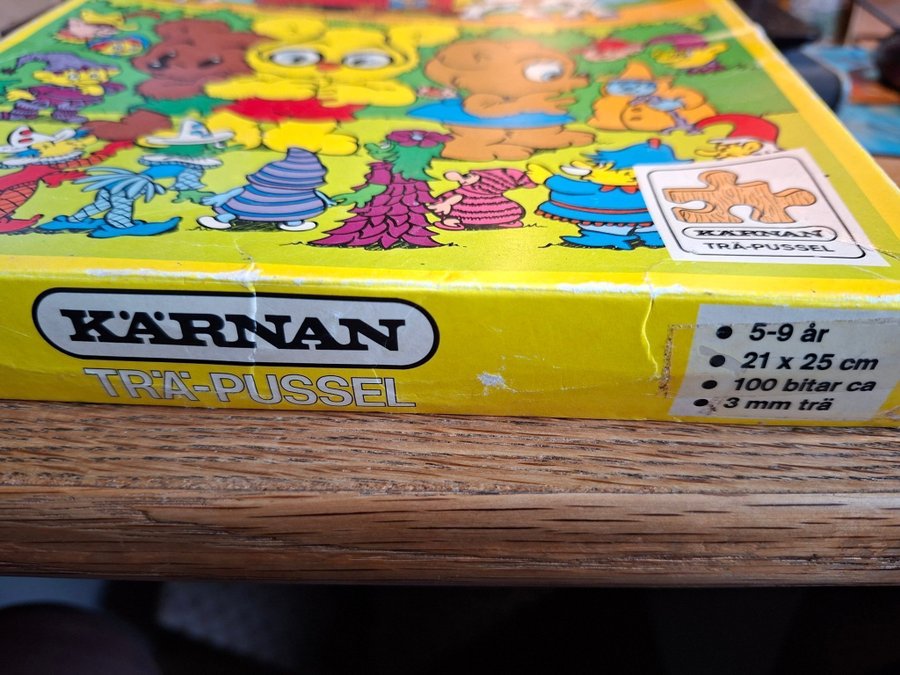 KÄRNAN
TRÄ-PUSSEL
KÄRNAN
TRÄ-PUSSEL
• 5-9 år
• 21 x 25 cm
• 100 bitar ca
• 3 mm trä